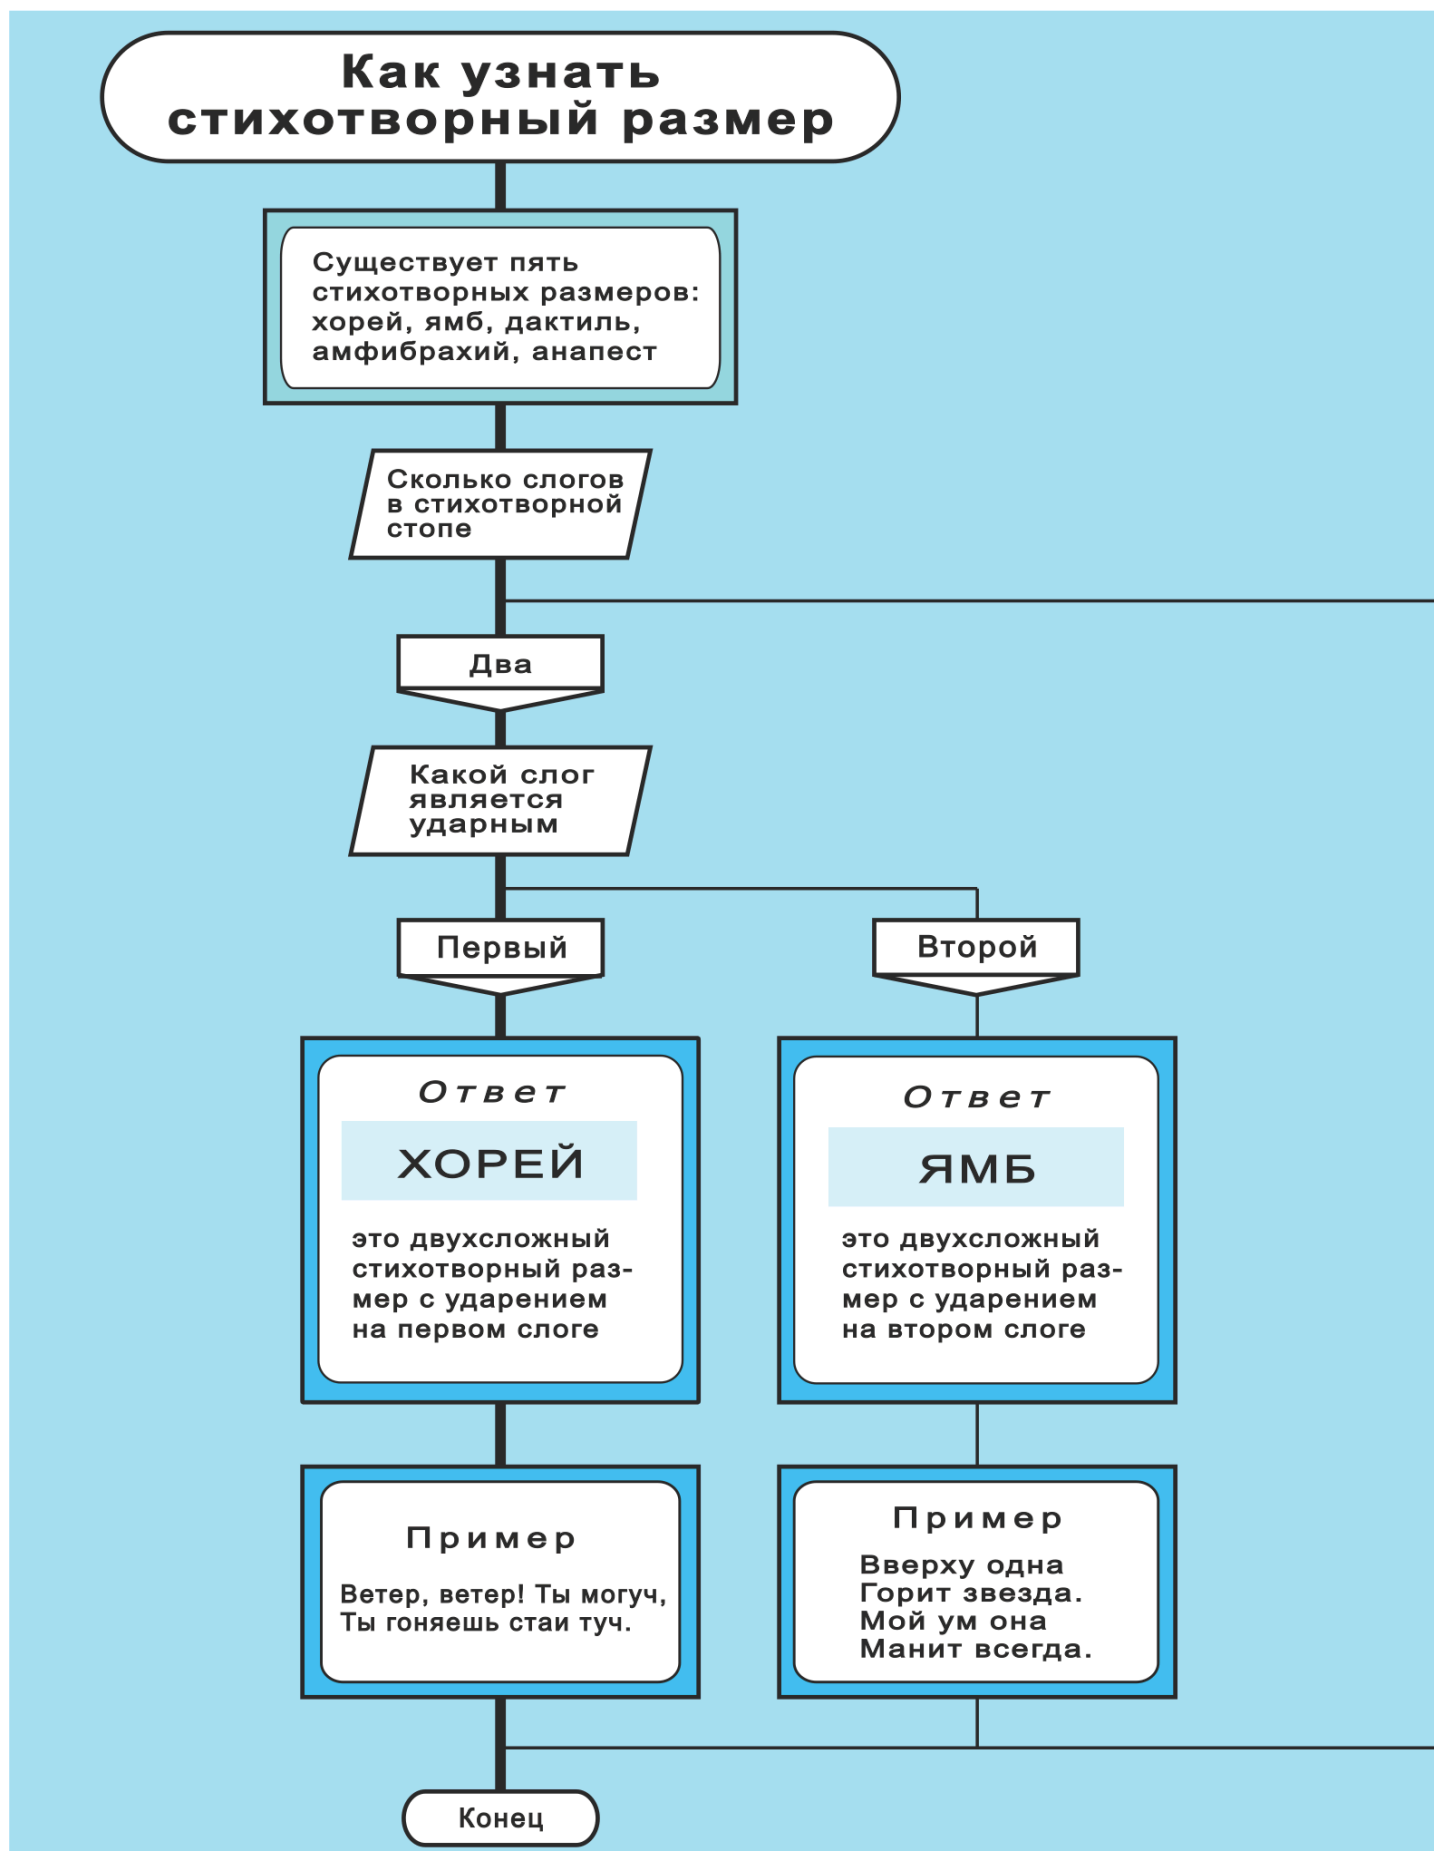 Как узнать
стихотворный размер
Существует пять
стихотворных размеров:
хорей, ямб, дактиль,
амфибрахий, анапест
Сколько слогов
в стихотворной
стопе
Два
Какой слог
является
ударным
Первый
Второй
Ответ
ХОРЕЙ
это двухсложный
стихотворный раз-
мер с ударением
на первом слоге
Ответ
ЯМБ
это двухсложный
стихотворный раз-
мер с ударением
на втором слоге
Пример
Ветер, ветер! Ты могуч,
Ты гоняешь стаи туч.
Пример
Вверху одна
Горит звезда.
Мой ум она
Манит всегда.
Конец